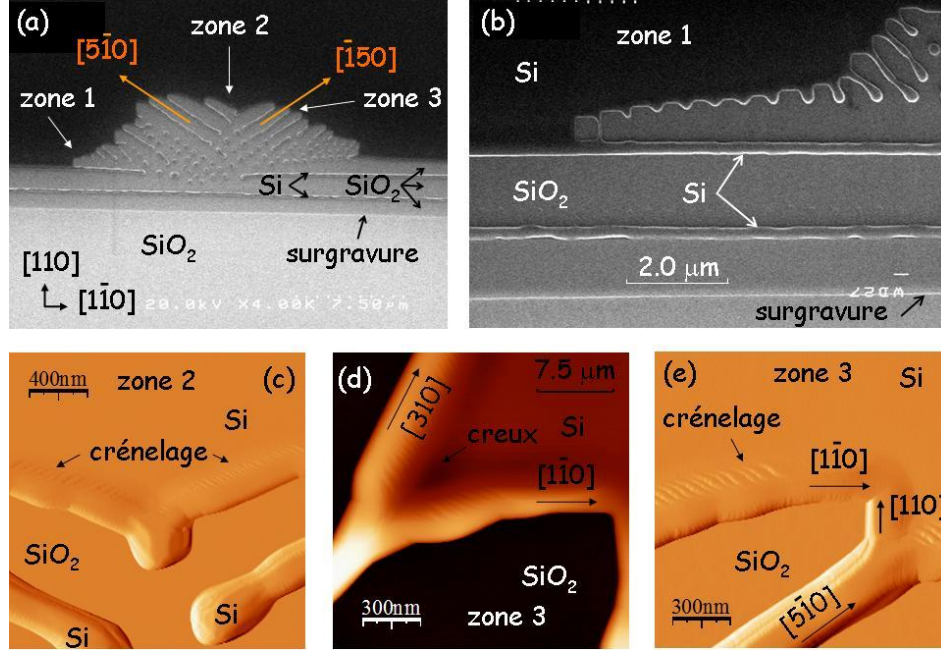 (a)
zone 2
[51̄0]
[1̄50]
zone 1
zone 3
Si
SiO₂
surgravure
SiO₂
[110]
[11̄0]
20.0kV X4.00K 7.50µm
(b)
zone 1
Si
SiO₂
Si
2.0 µm
surgravure
400nm
zone 2
(c)
Si
crénelage
SiO₂
Si
Si
(d)
7.5 µm
[310]
creux
Si
[11̄0]
SiO₂
300nm
zone 3
(e)
zone 3
Si
crénelage
[11̄0]
[110]
SiO₂
300nm
[51̄0]